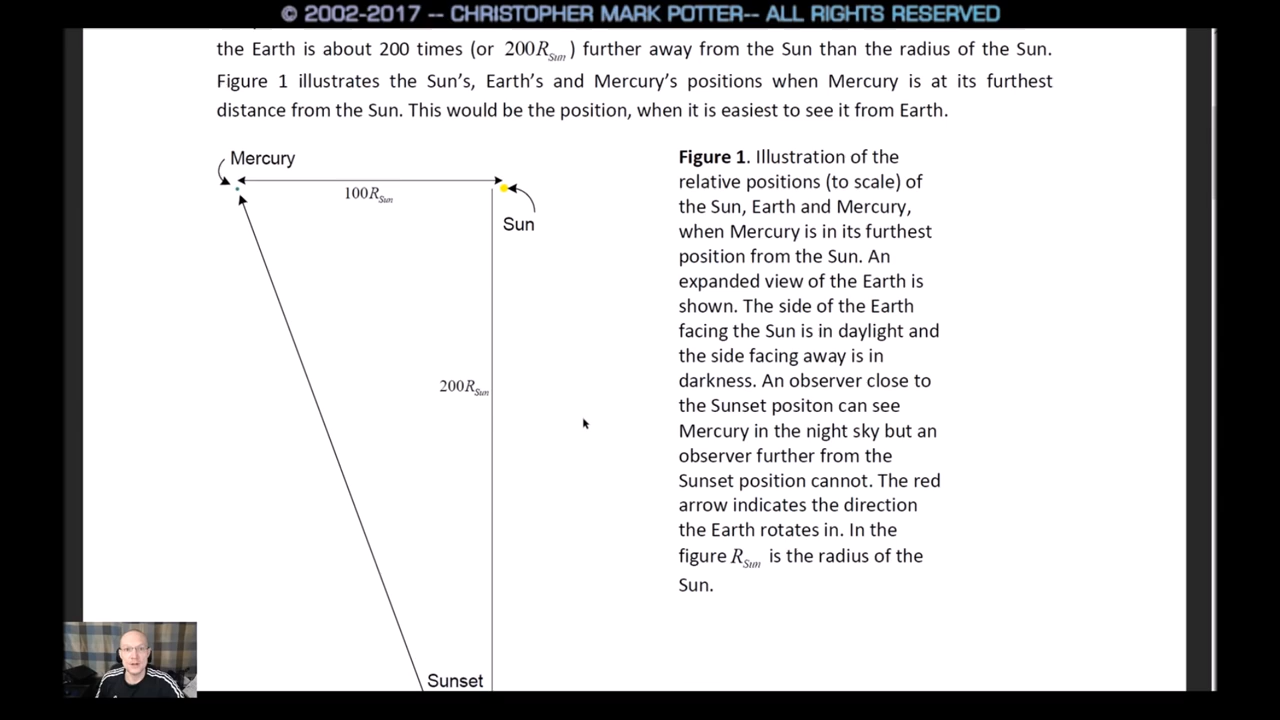 © 2002-2017 -- CHRISTOPHER MARK POTTER-- ALL RIGHTS RESERVED
the Earth is about 200 times (or 200R_Sun) further away from the Sun than the radius of the Sun.
Figure 1 illustrates the Sun's, Earth's and Mercury's positions when Mercury is at its furthest
distance from the Sun. This would be the position, when it is easiest to see it from Earth.
Mercury
100R_Sun
Sun
200R_Sun
Sunset
Figure 1. Illustration of the
relative positions (to scale) of
the Sun, Earth and Mercury,
when Mercury is in its furthest
position from the Sun. An
expanded view of the Earth is
shown. The side of the Earth
facing the Sun is in daylight and
the side facing away is in
darkness. An observer close to
the Sunset positon can see
Mercury in the night sky but an
observer further from the
Sunset position cannot. The red
arrow indicates the direction
the Earth rotates in. In the
figure R_Sun is the radius of the
Sun.